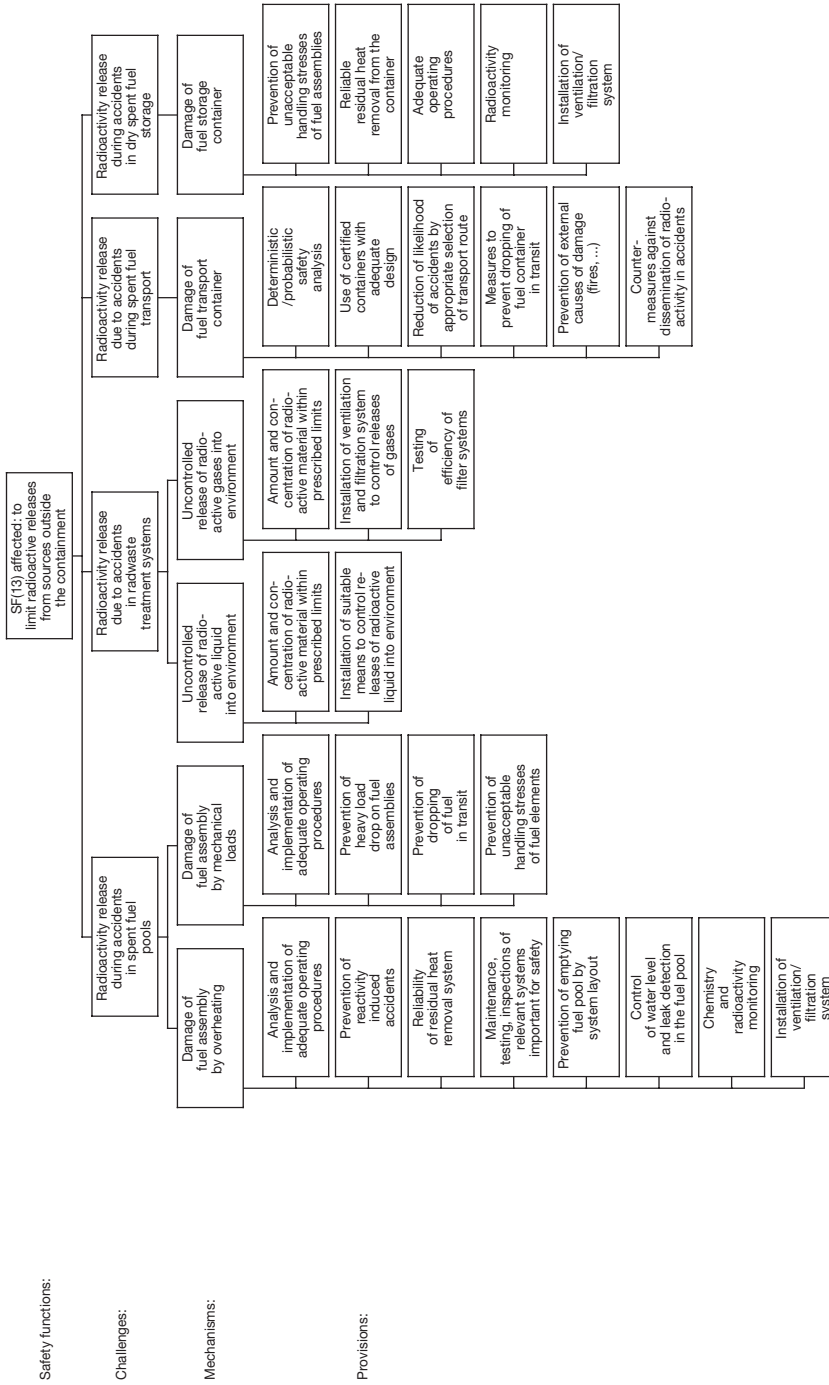 Safety functions:
SF(13) affected: to
limit radioactive releases
from sources outside
the containment
Challenges:
Radioactivity release
during accidents
in spent fuel
pools
Radioactivity release
due to accidents
in radwaste
treatment systems
Radioactivity release
due to accidents
during spent fuel
transport
Radioactivity release
during accidents
in dry spent fuel
storage
Mechanisms:
Damage of
fuel assembly
by overheating
Damage of
fuel assembly
by mechanical
loads
Uncontrolled
release of radio-
active liquid
into environment
Uncontrolled
release of radio-
active gases into
environment
Damage of
fuel transport
container
Damage of
fuel storage
container
Provisions:
Analysis and
implementation of
adequate operating
procedures
Prevention of
reactivity
induced
accidents
Reliability
of residual heat
removal system
Maintenance,
testing, inspections of
relevant systems
important for safety
Prevention of emptying
fuel pool by
system layout
Control
of water level
and leak detection
in the fuel pool
Chemistry
and
radioactivity
monitoring
Installation of
ventilation/
filtration
system
Analysis and
implementation of
adequate operating
procedures
Prevention of
heavy load
drop on fuel
assemblies
Prevention of
dropping
of fuel
in transit
Prevention of
unacceptable
handling stresses
of fuel elements
Amount and con-
centration of radio-
active material within
prescribed limits
Installation of suitable
means to control re-
leases of radioactive
liquid into environment
Amount and con-
centration of radio-
active material within
prescribed limits
Installation of ventilation
and filtration system
to control releases
of gases
Testing
of
efficiency of
filter systems
Deterministic
/probabilistic
safety
analysis
Use of certified
containers with
adequate
design
Reduction of likelihood
of accidents by
appropriate selection
of transport route
Measures to
prevent dropping of
fuel container
in transit
Prevention of external
causes of damage
(fires, ...)
Counter-
measures against
dissemination of radio-
activity in accidents
Prevention of
unacceptable
handling stresses
of fuel assemblies
Reliable
residual heat
removal from the
container
Adequate
operating
procedures
Radioactivity
monitoring
Installation of
ventilation/
filtration
system